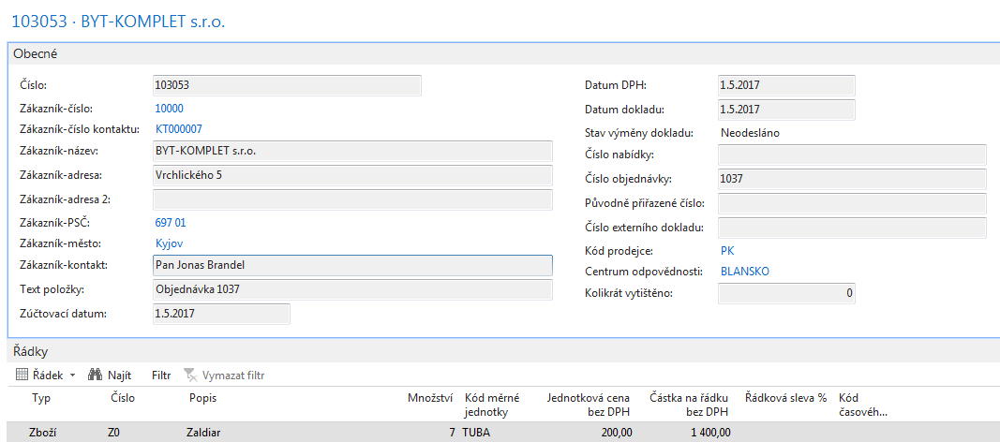 103053 · BYT-KOMPLET s.r.o.
Obecné
Číslo: 103053
Zákazník-číslo: 10000
Zákazník-číslo kontaktu: KT000007
Zákazník-název: BYT-KOMPLET s.r.o.
Zákazník-adresa: Vrchlického 5
Zákazník-adresa 2:
Zákazník-PSČ: 697 01
Zákazník-město: Kyjov
Zákazník-kontakt: Pan Jonas Brandel
Text položky: Objednávka 1037
Zúčtovací datum: 1.5.2017
Datum DPH: 1.5.2017
Datum dokladu: 1.5.2017
Stav výměny dokladu: Neodesláno
Číslo nabídky:
Číslo objednávky: 1037
Původně přiřazené číslo:
Číslo externího dokladu:
Kód prodejce: PK
Centrum odpovědnosti: BLANSKO
Kolikrát vytištěno: 0
Řádky
Řádek Najít Filtr Vymazat filtr
Typ Číslo Popis Množství Kód měrné Jednotková cena Částka na řádku Řádková sleva % Kód
jednotky bez DPH bez DPH časovéh...
Zboží Z0 Zaldiar 7 TUBA 200,00 1 400,00